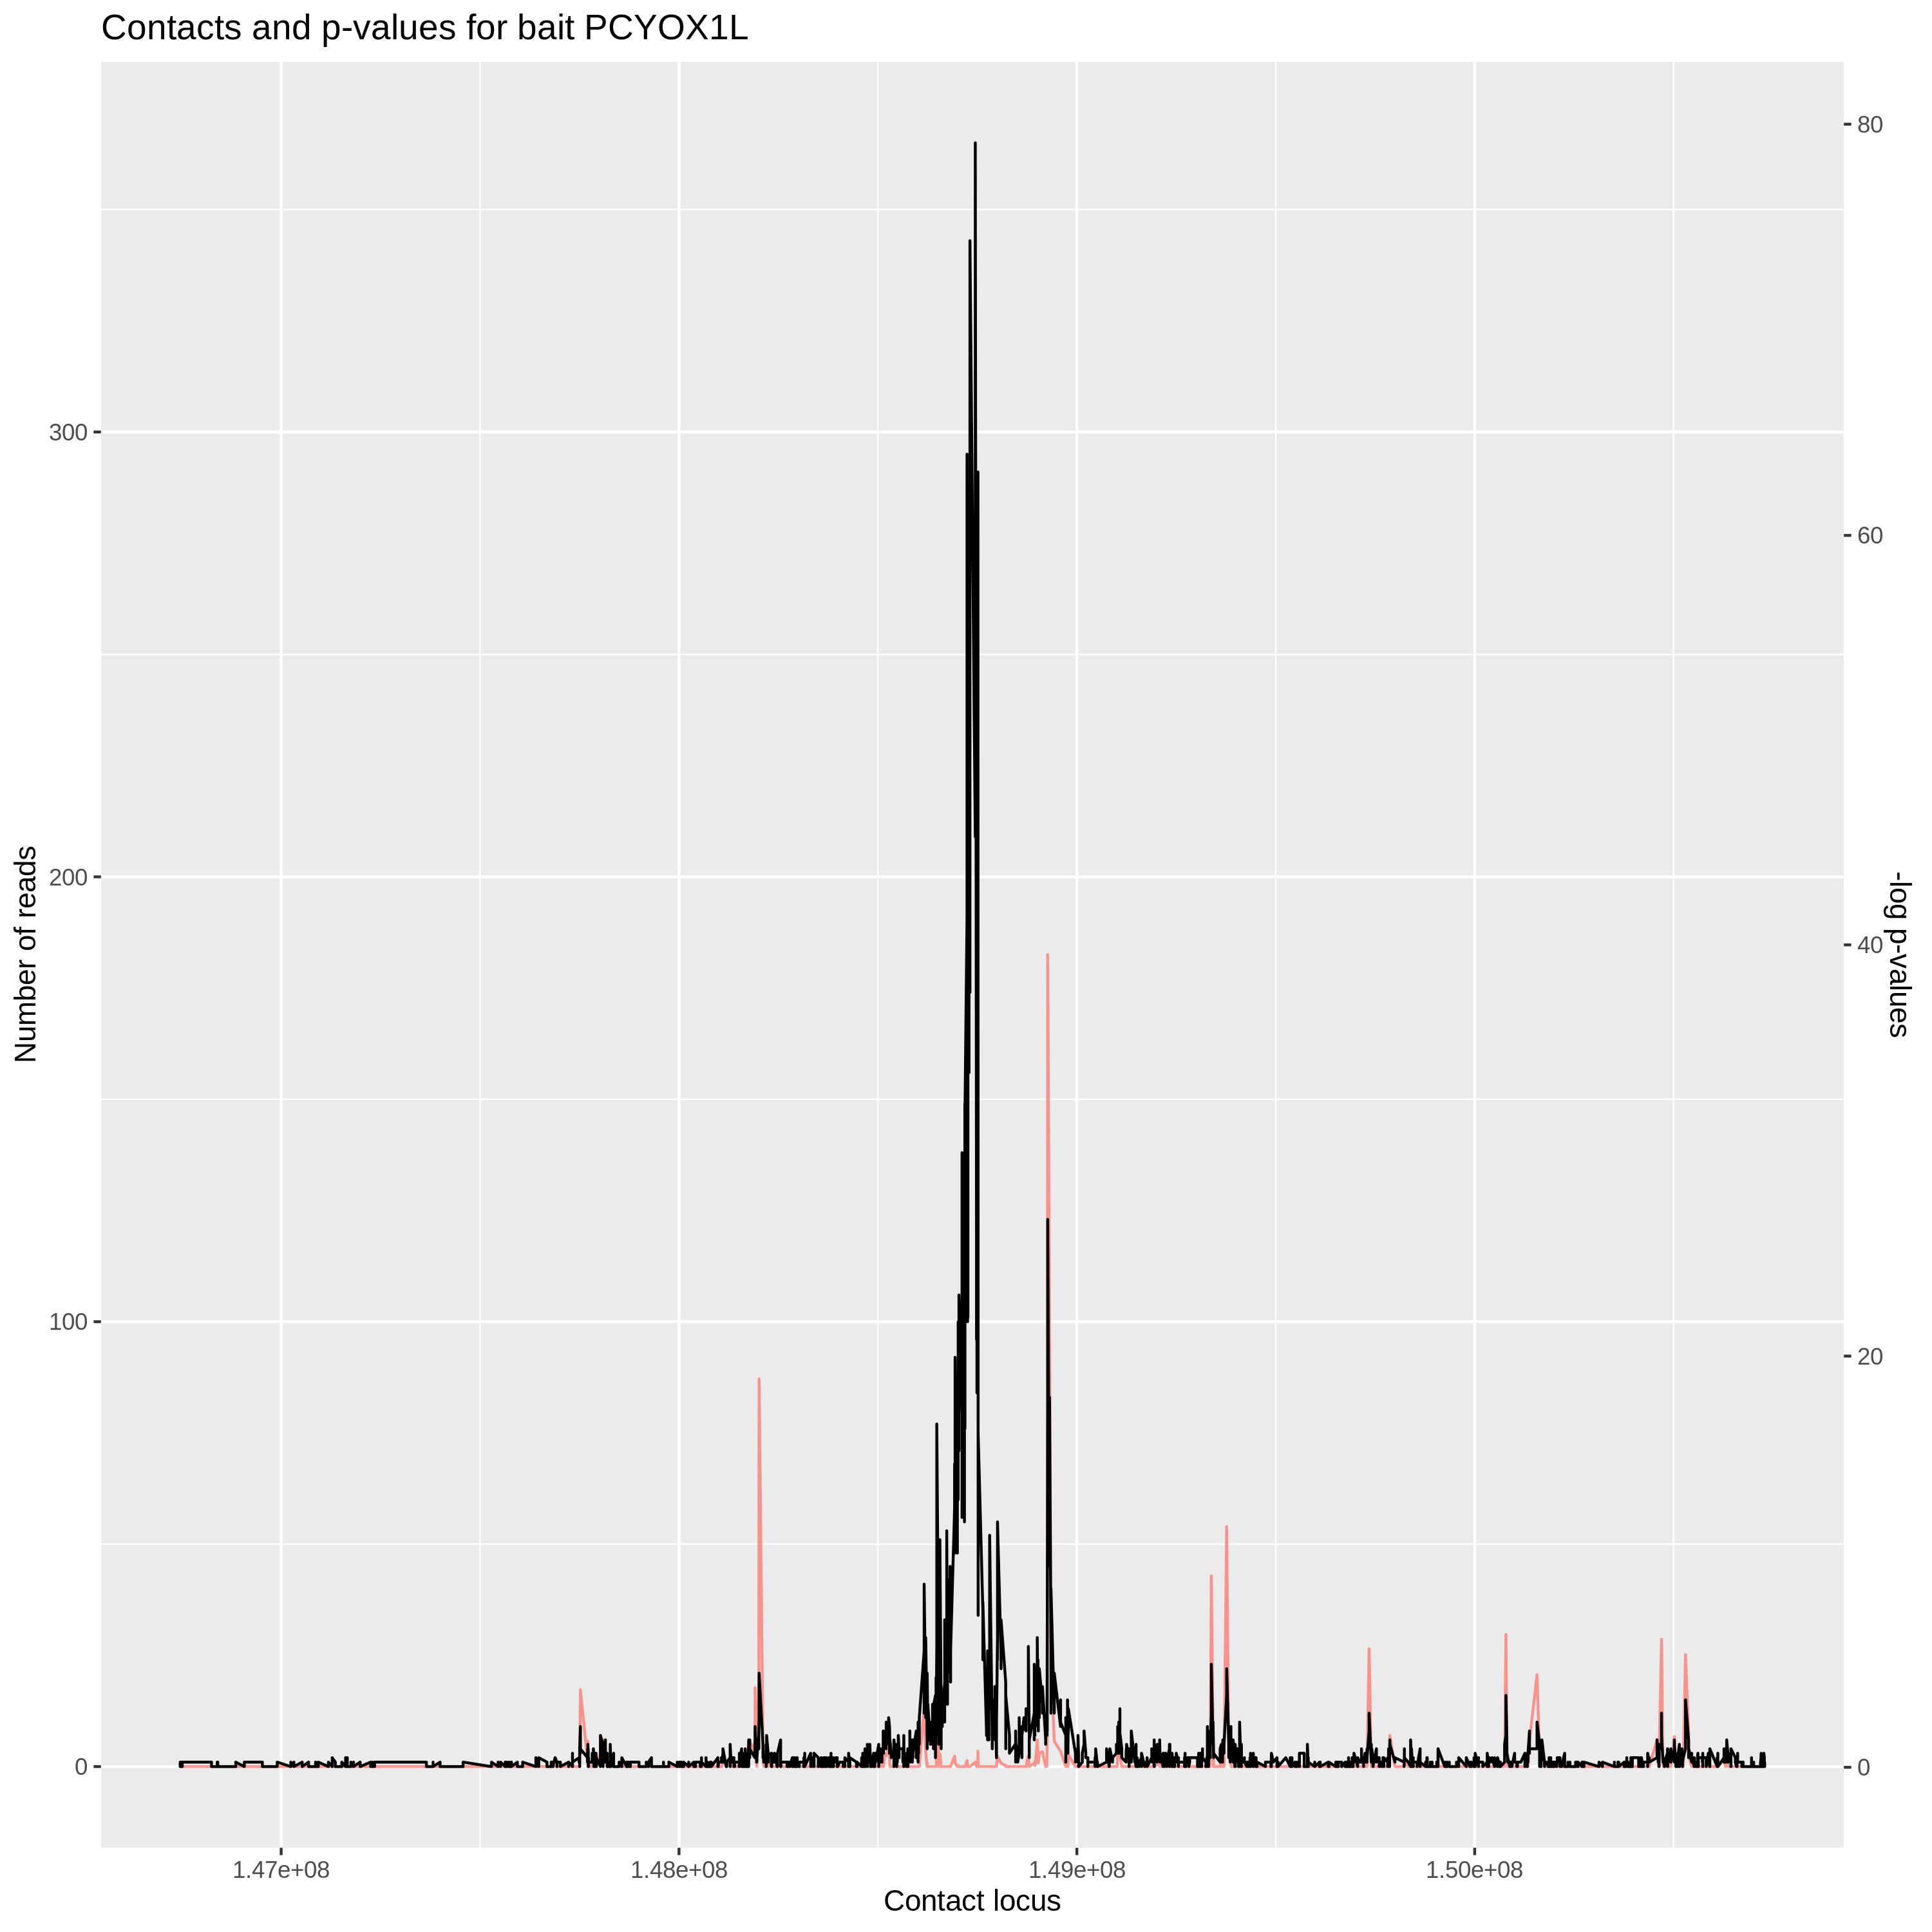 Contacts and p-values for bait PCYOX1L
Number of reads
300
200
100
0
80
60
40
20
0
-log p-values
1.47e+08
1.48e+08
1.49e+08
1.50e+08
Contact locus